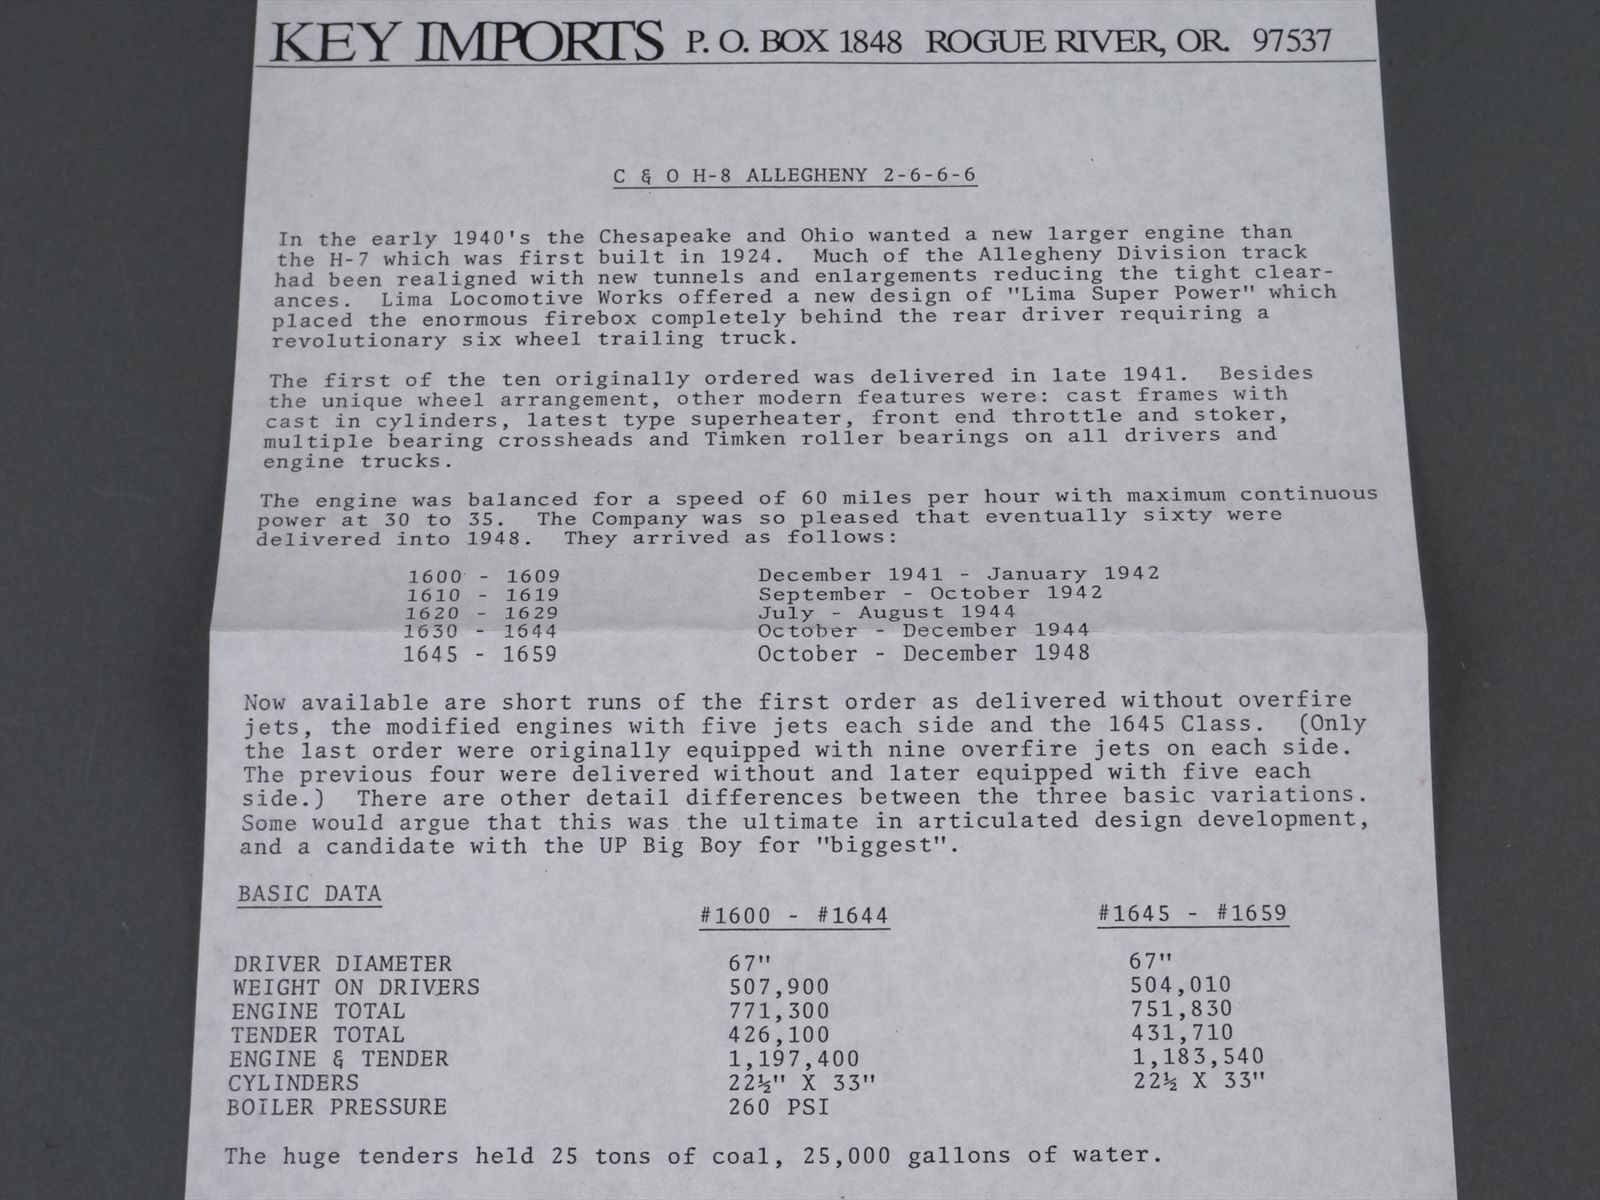 KEY IMPORTS P. O. BOX 1848 ROGUE RIVER, OR. 97537
C & O H-8 ALLEGHENY 2-6-6-6
In the early 1940's the Chesapeake and Ohio wanted a new larger engine than
the H-7 which was first built in 1924. Much of the Allegheny Division track
had been realigned with new tunnels and enlargements reducing the tight clear-
ances. Lima Locomotive Works offered a new design of "Lima Super Power" which
placed the enormous firebox completely behind the rear driver requiring a
revolutionary six wheel trailing truck.
The first of the ten originally ordered was delivered in late 1941. Besides
the unique wheel arrangement, other modern features were: cast frames with
cast in cylinders, latest type superheater, front end throttle and stoker,
multiple bearing crossheads and Timken roller bearings on all drivers and
engine trucks.
The engine was balanced for a speed of 60 miles per hour with maximum continuous
power at 30 to 35. The Company was so pleased that eventually sixty were
delivered into 1948. They arrived as follows:
1600 - 1609 December 1941 - January 1942
1610 - 1619 September - October 1942
1620 - 1629 July - August 1944
1630 - 1644 October - December 1944
1645 - 1659 October - December 1948
Now available are short runs of the first order as delivered without overfire
jets, the modified engines with five jets each side and the 1645 Class. (Only
the last order were originally equipped with nine overfire jets on each side.
The previous four were delivered without and later equipped with five each
side.) There are other detail differences between the three basic variations.
Some would argue that this was the ultimate in articulated design development,
and a candidate with the UP Big Boy for "biggest".
BASIC DATA
#1600 - #1644 #1645 - #1659
DRIVER DIAMETER 67" 67"
WEIGHT ON DRIVERS 507,900 504,010
ENGINE TOTAL 771,300 751,830
TENDER TOTAL 426,100 431,710
ENGINE & TENDER 1,197,400 1,183,540
CYLINDERS 22½" X 33" 22½ X 33"
BOILER PRESSURE 260 PSI
The huge tenders held 25 tons of coal, 25,000 gallons of water.